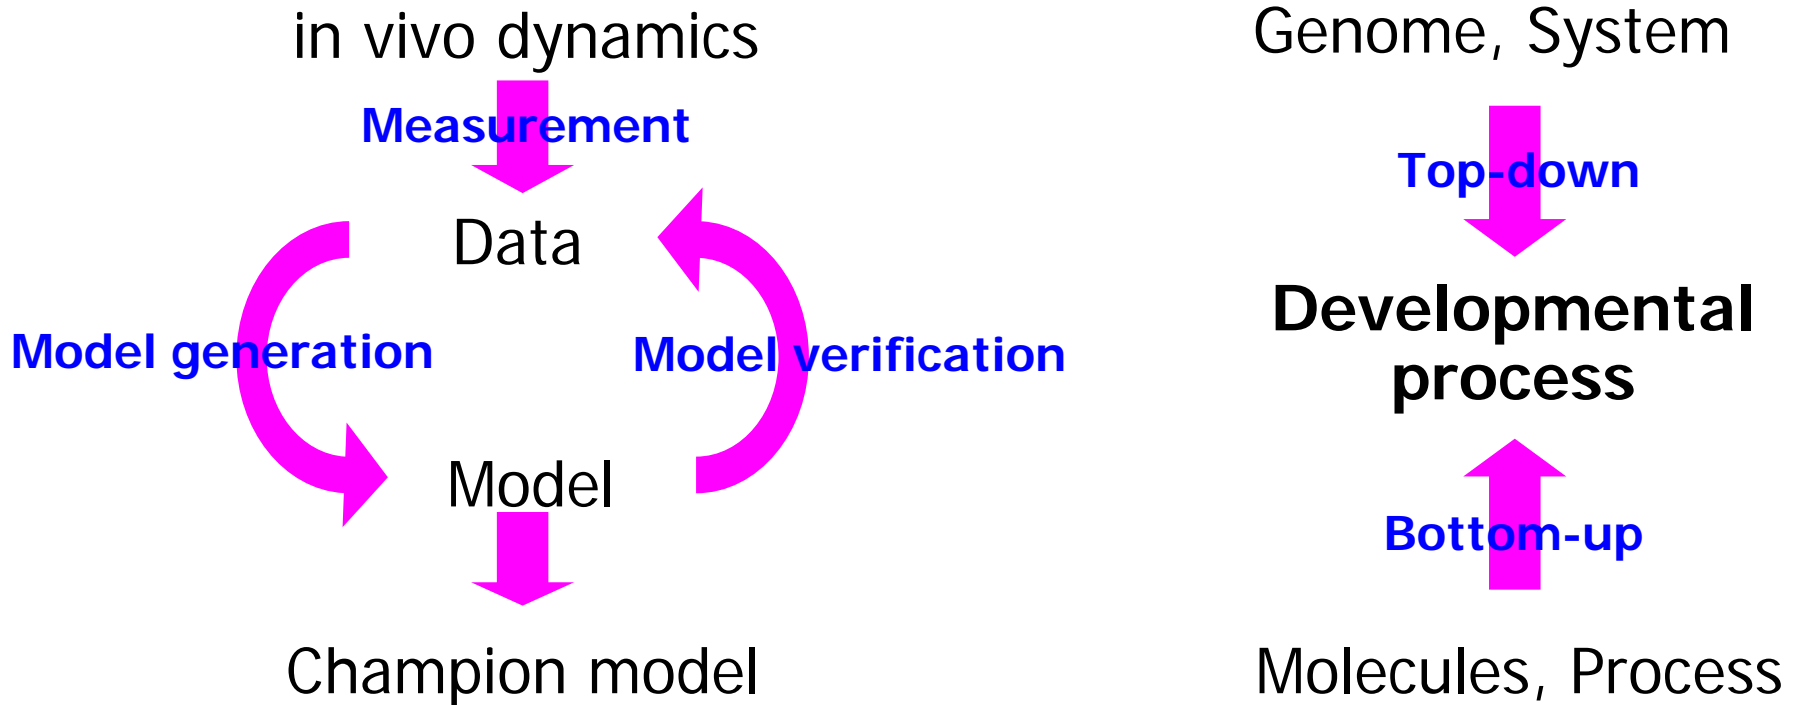 in vivo dynamics
Measurement
Data
Model generation
Model verification
Model
Champion model
Genome, System
Top-down
Developmental
process
Bottom-up
Molecules, Process